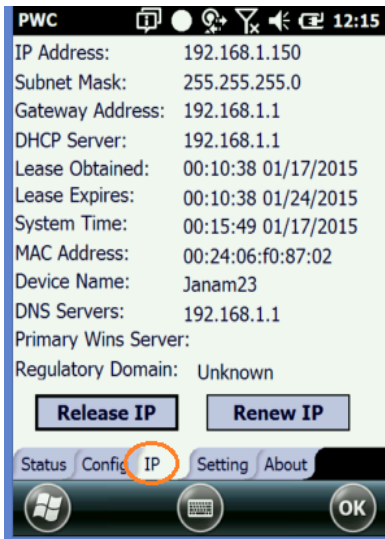 PWC 12:15
IP Address: 192.168.1.150
Subnet Mask: 255.255.255.0
Gateway Address: 192.168.1.1
DHCP Server: 192.168.1.1
Lease Obtained: 00:10:38 01/17/2015
Lease Expires: 00:10:38 01/24/2015
System Time: 00:15:49 01/17/2015
MAC Address: 00:24:06:f0:87:02
Device Name: Janam23
DNS Servers: 192.168.1.1
Primary Wins Server:
Regulatory Domain: Unknown
Release IP Renew IP
Status Config IP Setting About
OK